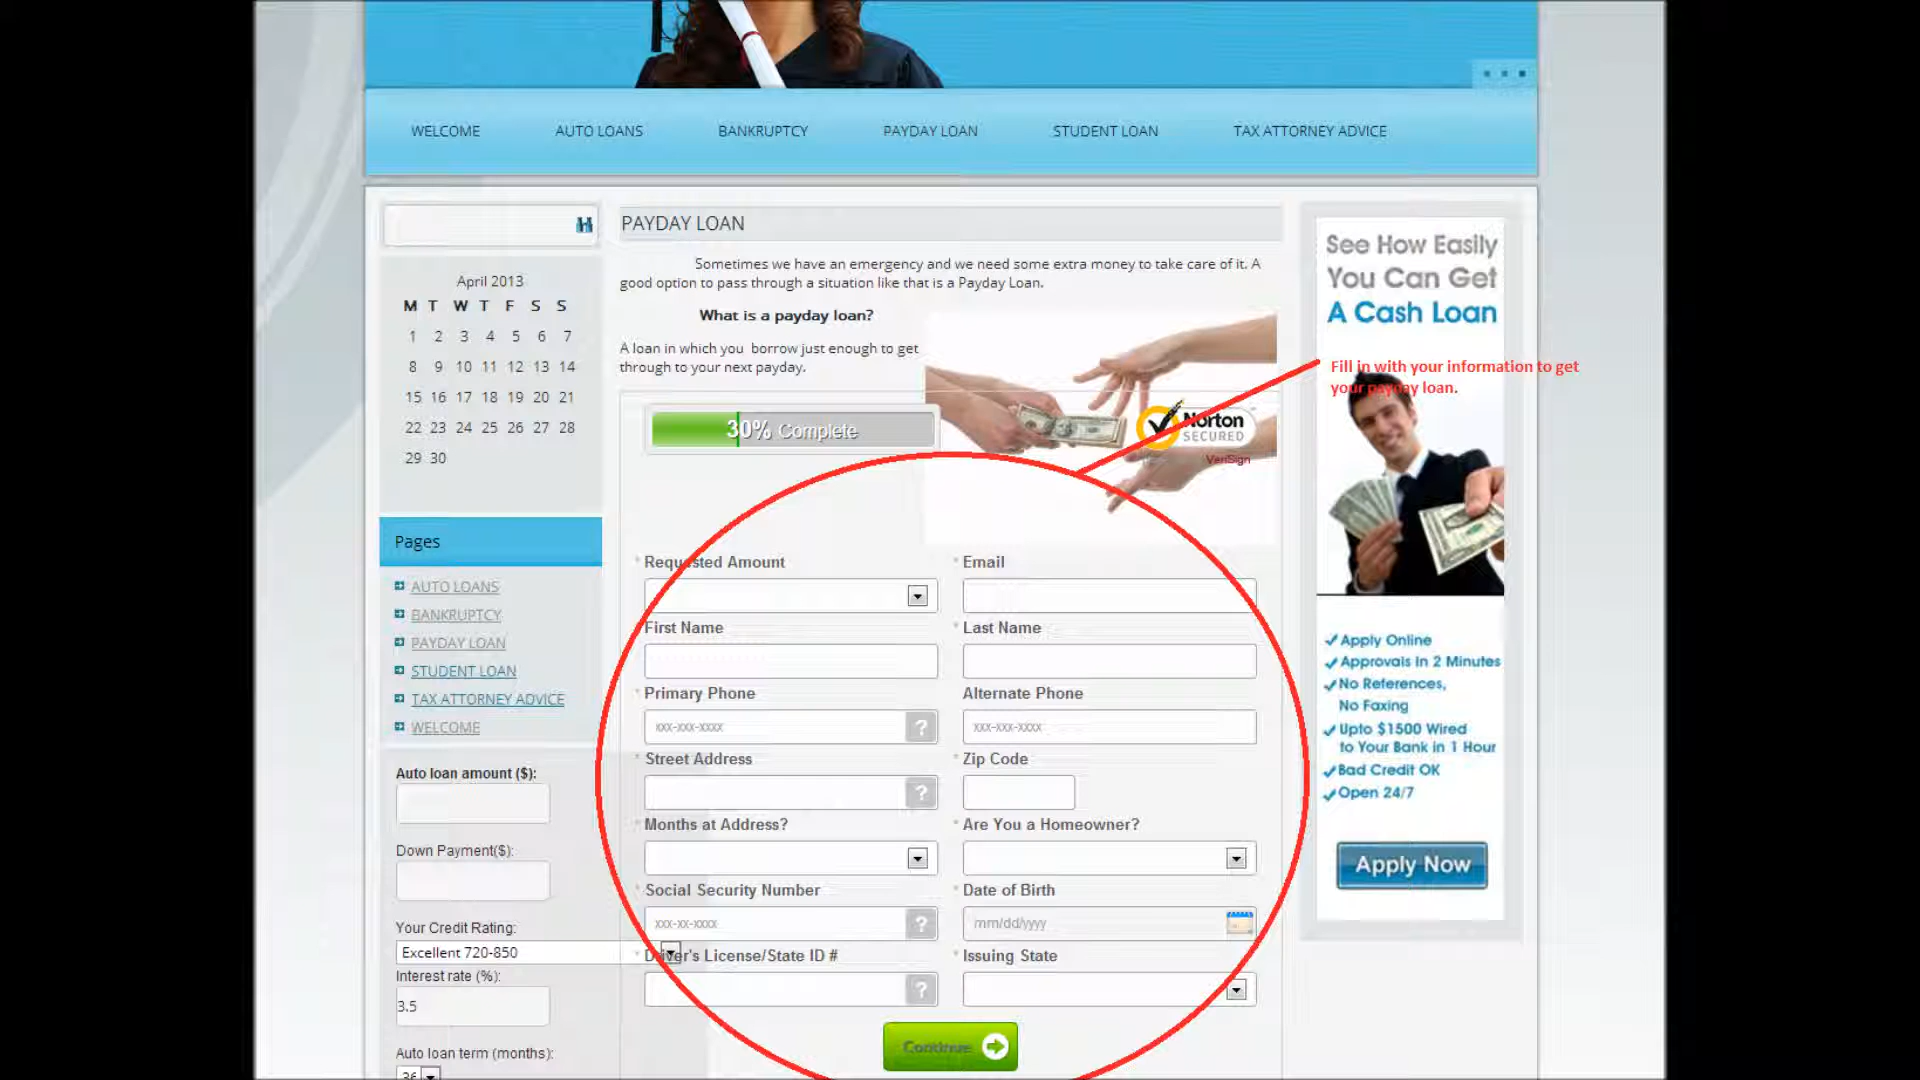 WELCOME
AUTO LOANS
BANKRUPTCY
PAYDAY LOAN
STUDENT LOAN
TAX ATTORNEY ADVICE
April 2013
M T W T F S S
1 2 3 4 5 6 7
8 9 10 11 12 13 14
15 16 17 18 19 20 21
22 23 24 25 26 27 28
29 30
Pages
AUTO LOANS
BANKRUPTCY
PAYDAY LOAN
STUDENT LOAN
TAX ATTORNEY ADVICE
WELCOME
Auto loan amount ($):
Down Payment($):
Your Credit Rating:
Excellent 720-850
Interest rate (%):
3.5
Auto loan term (months):
36
PAYDAY LOAN
Sometimes we have an emergency and we need some extra money to take care of it. A
good option to pass through a situation like that is a Payday Loan.
What is a payday loan?
A loan in which you borrow just enough to get
through to your next payday.
30% Complete
Norton
SECURED
VeriSign
* Requested Amount
* Email
* First Name
* Last Name
* Primary Phone
Alternate Phone
xxx-xxx-xxxx ?
xxx-xxx-xxxx
* Street Address
* Zip Code
?
* Months at Address?
* Are You a Homeowner?
* Social Security Number
* Date of Birth
xxx-xx-xxxx ?
mm/dd/yyyy
* Driver's License/State ID #
* Issuing State
?
Continue
See How Easily
You Can Get
A Cash Loan
Fill in with your information to get
your payday loan.
Apply Online
Approvals In 2 Minutes
No References,
No Faxing
Upto $1500 Wired
to Your Bank in 1 Hour
Bad Credit OK
Open 24/7
Apply Now